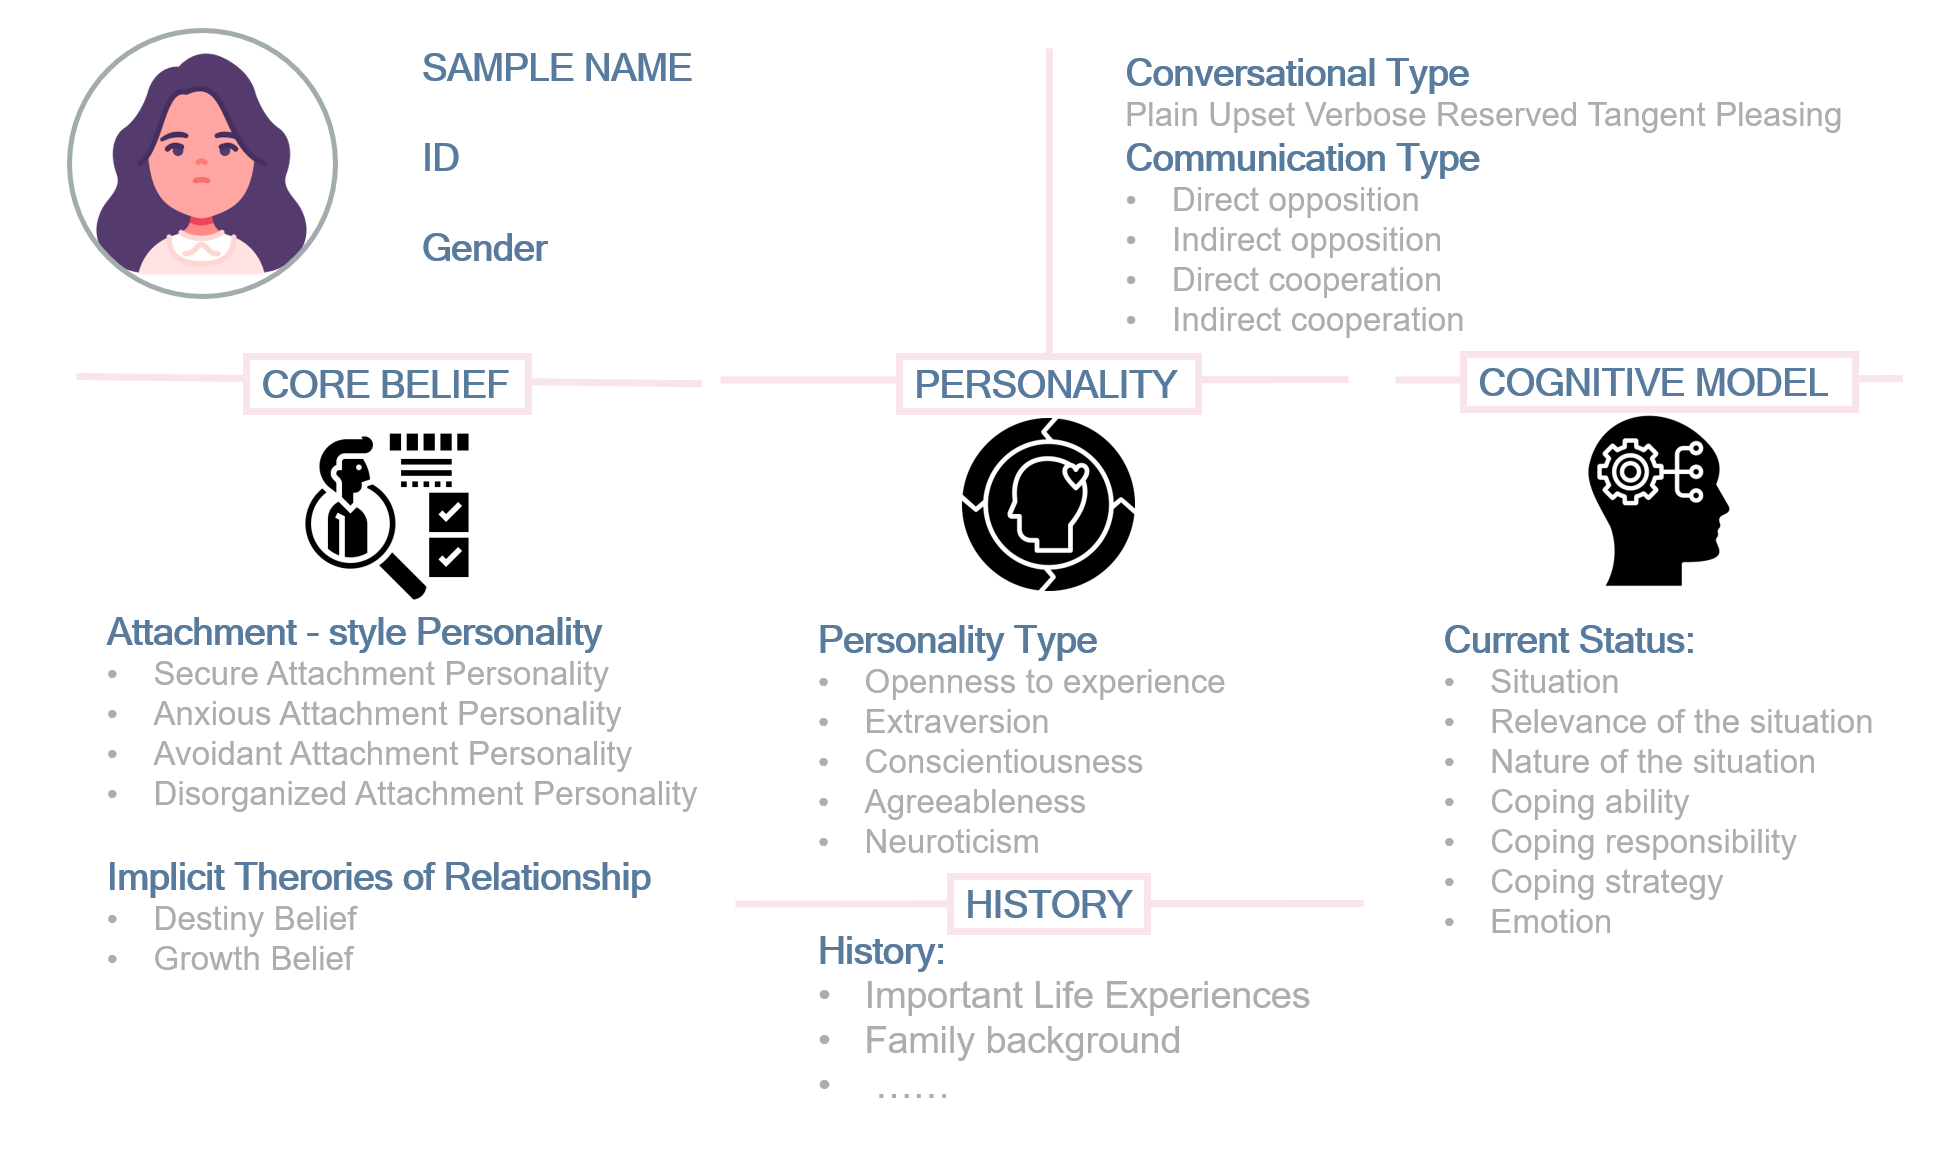 SAMPLE NAME
ID
Gender
Conversational Type
Plain Upset Verbose Reserved Tangent Pleasing
Communication Type
• Direct opposition
• Indirect opposition
• Direct cooperation
• Indirect cooperation
CORE BELIEF
Attachment - style Personality
• Secure Attachment Personality
• Anxious Attachment Personality
• Avoidant Attachment Personality
• Disorganized Attachment Personality
Implicit Therories of Relationship
• Destiny Belief
• Growth Belief
PERSONALITY
Personality Type
• Openness to experience
• Extraversion
• Conscientiousness
• Agreeableness
• Neuroticism
HISTORY
History:
• Important Life Experiences
• Family background
• ……
COGNITIVE MODEL
Current Status:
• Situation
• Relevance of the situation
• Nature of the situation
• Coping ability
• Coping responsibility
• Coping strategy
• Emotion